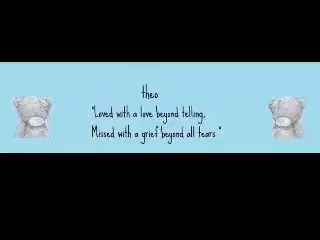 theo
"Loved with a love beyond telling,
Missed with a grief beyond all tears "